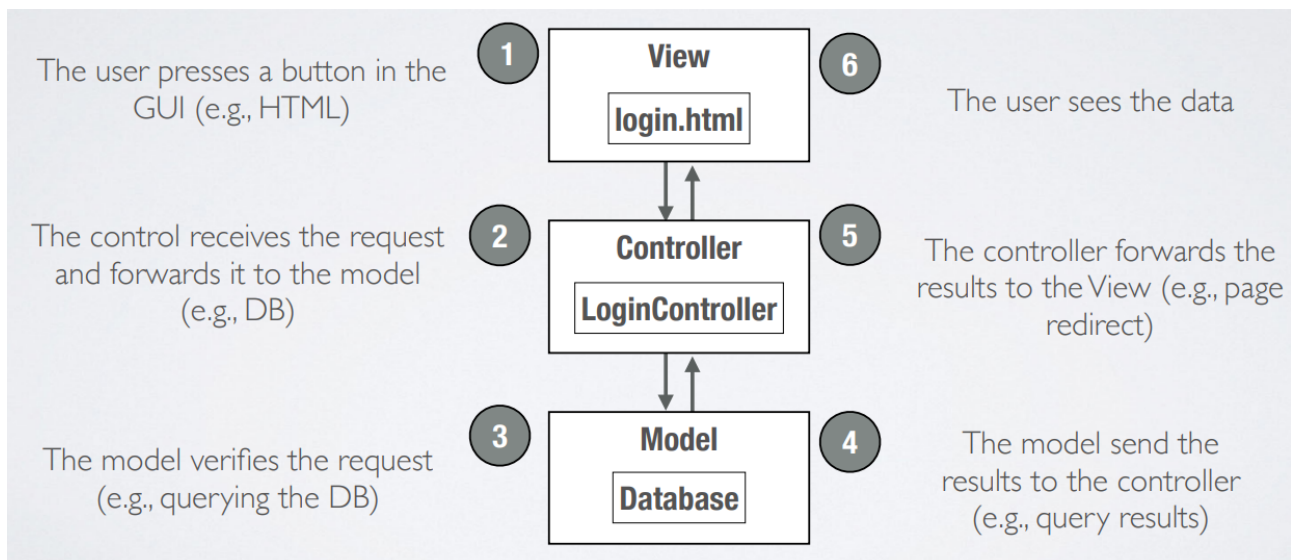 1
The user presses a button in the
GUI (e.g., HTML)
View
login.html
6
The user sees the data
2
The control receives the request
and forwards it to the model
(e.g., DB)
Controller
LoginController
5
The controller forwards the
results to the View (e.g., page
redirect)
3
The model verifies the request
(e.g., querying the DB)
Model
Database
4
The model send the
results to the controller
(e.g., query results)